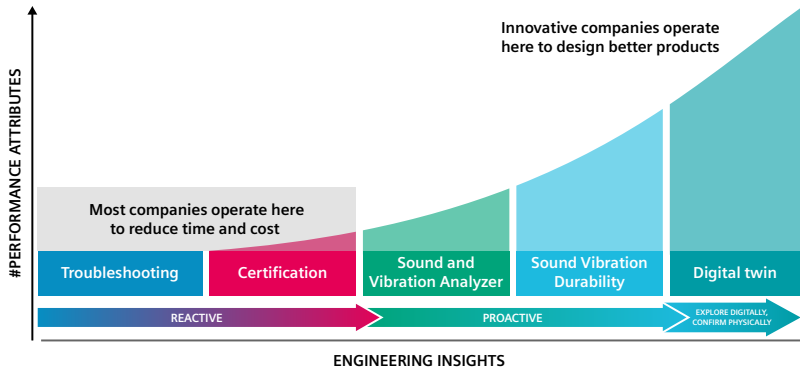 Innovative companies operate
here to design better products
#PERFORMANCE ATTRIBUTES
Most companies operate here
to reduce time and cost
Troubleshooting
Certification
Sound and
Vibration Analyzer
Sound Vibration
Durability
Digital twin
REACTIVE
PROACTIVE
EXPLORE DIGITALLY,
CONFIRM PHYSICALLY
ENGINEERING INSIGHTS